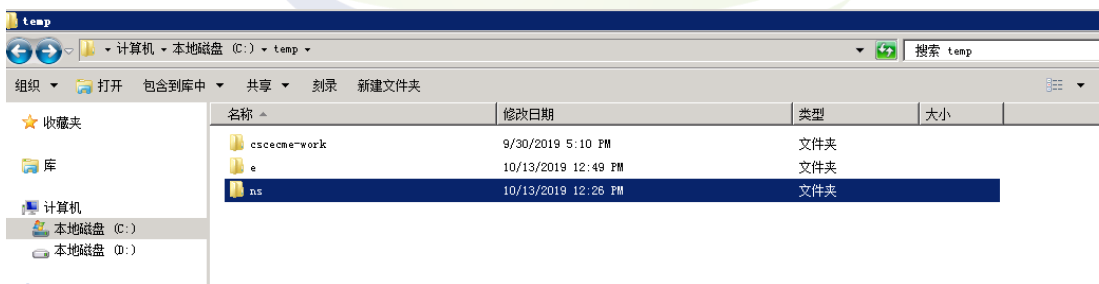 temp
计算机 本地磁盘 (C:) temp
搜索 temp
组织 打开 包含到库中 共享 刻录 新建文件夹
收藏夹
库
计算机
本地磁盘 (C:)
本地磁盘 (D:)
名称 修改日期 类型 大小
cscecme-work 9/30/2019 5:10 PM 文件夹
e 10/13/2019 12:49 PM 文件夹
ns 10/13/2019 12:26 PM 文件夹